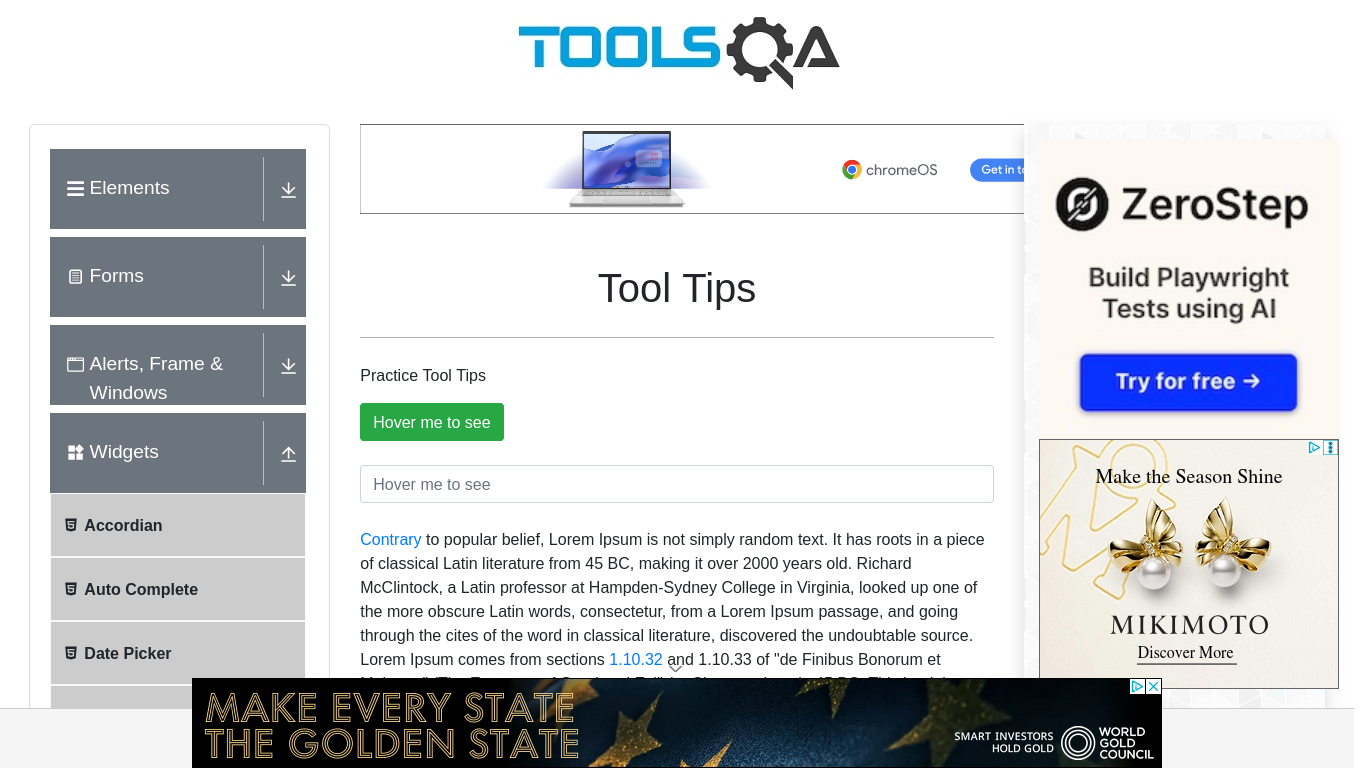 TOOLSQA
Elements
Forms
Alerts, Frame &
Windows
Widgets
Accordian
Auto Complete
Date Picker
chromeOS
Tool Tips
Practice Tool Tips
Hover me to see
Hover me to see
Contrary to popular belief, Lorem Ipsum is not simply random text. It has roots in a piece
of classical Latin literature from 45 BC, making it over 2000 years old. Richard
McClintock, a Latin professor at Hampden-Sydney College in Virginia, looked up one of
the more obscure Latin words, consectetur, from a Lorem Ipsum passage, and going
through the cites of the word in classical literature, discovered the undoubtable source.
Lorem Ipsum comes from sections 1.10.32 and 1.10.33 of "de Finibus Bonorum et
ZeroStep
Build Playwright
Tests using AI
Try for free →
Make the Season Shine
MIKIMOTO
Discover More
MAKE EVERY STATE
THE GOLDEN STATE
SMART INVESTORS
HOLD GOLD
WORLD
GOLD
COUNCIL